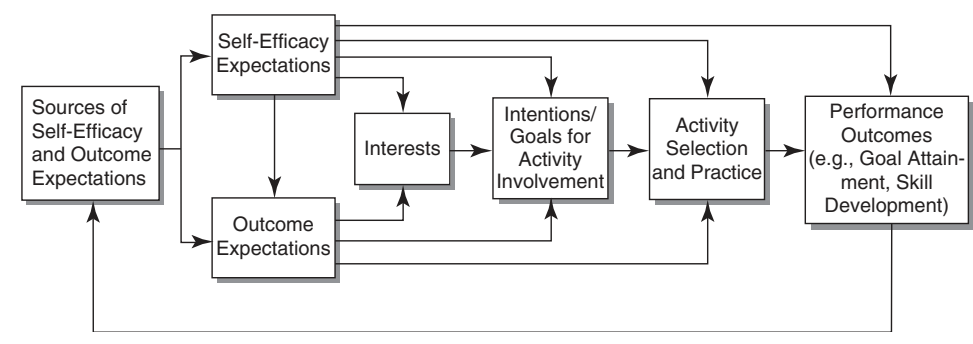 Self-Efficacy
Expectations
Sources of
Self-Efficacy
and Outcome
Expectations
Interests
Intentions/
Goals for
Activity
Involvement
Activity
Selection
and Practice
Performance
Outcomes
(e.g., Goal Attain-
ment, Skill
Development)
Outcome
Expectations